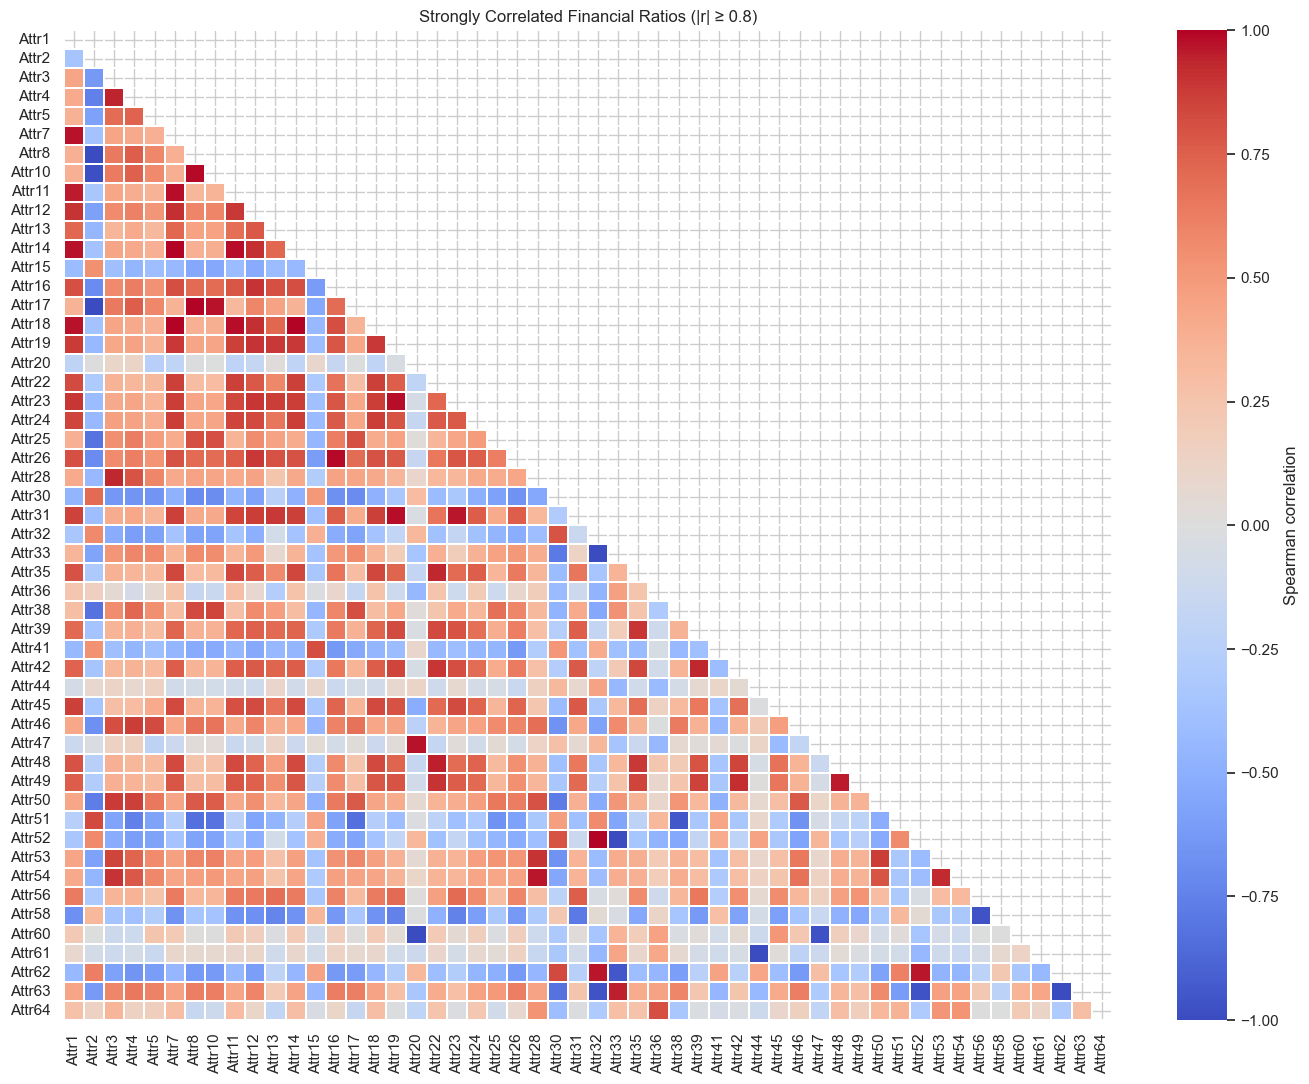 Strongly Correlated Financial Ratios (|r| ≥ 0.8)
Attr1
Attr2
Attr3
Attr4
Attr5
Attr7
Attr8
Attr10
Attr11
Attr12
Attr13
Attr14
Attr15
Attr16
Attr17
Attr18
Attr19
Attr20
Attr22
Attr23
Attr24
Attr25
Attr26
Attr28
Attr30
Attr31
Attr32
Attr33
Attr35
Attr36
Attr38
Attr39
Attr41
Attr42
Attr44
Attr45
Attr46
Attr47
Attr48
Attr49
Attr50
Attr51
Attr52
Attr53
Attr54
Attr56
Attr58
Attr60
Attr61
Attr62
Attr63
Attr64
Attr1 Attr2 Attr3 Attr4 Attr5 Attr7 Attr8 Attr10 Attr11 Attr12 Attr13 Attr14 Attr15 Attr16 Attr17 Attr18 Attr19 Attr20 Attr22 Attr23 Attr24 Attr25 Attr26 Attr28 Attr30 Attr31 Attr32 Attr33 Attr35 Attr36 Attr38 Attr39 Attr41 Attr42 Attr44 Attr45 Attr46 Attr47 Attr48 Attr49 Attr50 Attr51 Attr52 Attr53 Attr54 Attr56 Attr58 Attr60 Attr61 Attr62 Attr63 Attr64
1.00
0.75
0.50
0.25
0.00
−0.25
−0.50
−0.75
−1.00
Spearman correlation